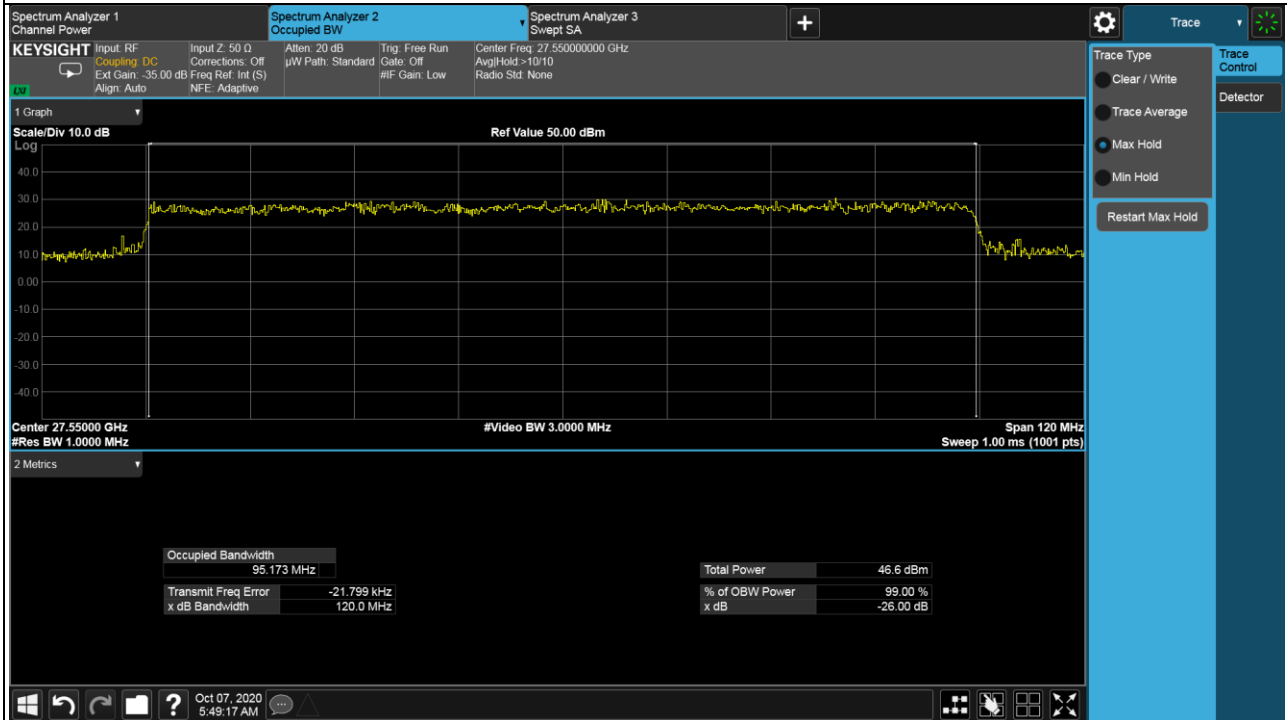 Spectrum Analyzer 1
Channel Power
Spectrum Analyzer 2
Occupied BW
Spectrum Analyzer 3
Swept SA
Trace
KEYSIGHT
Input: RF
Coupling: DC
Ext Gain: -35.00 dB
Align: Auto
Input Z: 50 Ω
Corrections: Off
Freq Ref: Int (S)
NFE: Adaptive
Atten: 20 dB
µW Path: Standard
Trig: Free Run
Gate: Off
#IF Gain: Low
Center Freq: 27.550000000 GHz
Avg|Hold:>10/10
Radio Std: None
LXI
Trace Type
Clear / Write
Trace Average
Max Hold
Min Hold
Restart Max Hold
Trace
Control
Detector
1 Graph
Scale/Div 10.0 dB
Ref Value 50.00 dBm
Log
40.0
30.0
20.0
10.0
0.00
-10.0
-20.0
-30.0
-40.0
Center 27.55000 GHz
#Video BW 3.0000 MHz
Span 120 MHz
#Res BW 1.0000 MHz
Sweep 1.00 ms (1001 pts)
2 Metrics
Occupied Bandwidth
95.173 MHz
Transmit Freq Error -21.799 kHz
x dB Bandwidth 120.0 MHz
Total Power 46.6 dBm
% of OBW Power 99.00 %
x dB -26.00 dB
?
Oct 07, 2020
5:49:17 AM